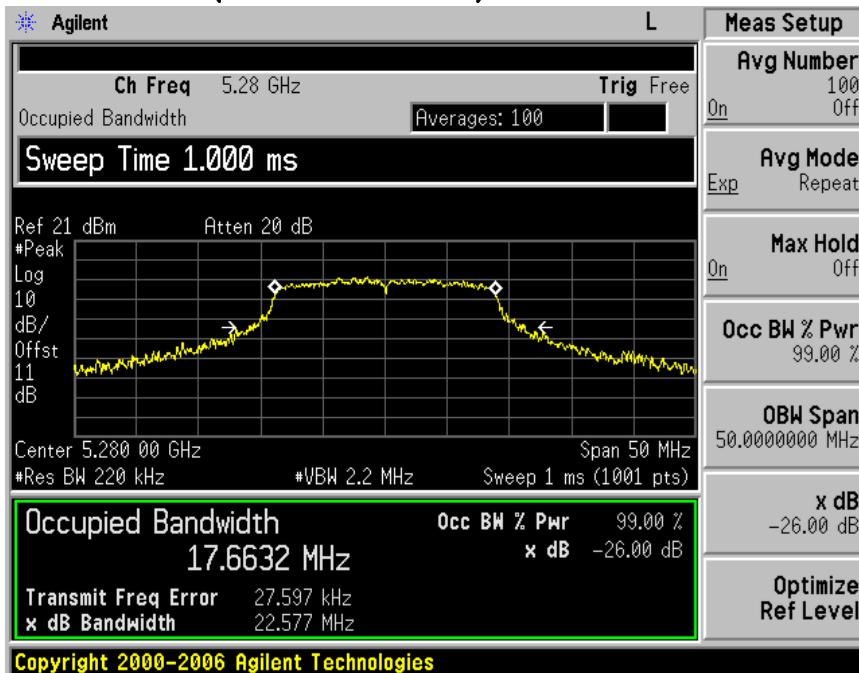 Agilent
L
Meas Setup
Ch Freq 5.28 GHz
Trig Free
Occupied Bandwidth
Averages: 100
Sweep Time 1.000 ms
Ref 21 dBm
Atten 20 dB
#Peak
Log
10
dB/
Offst
11
dB
Center 5.280 00 GHz
Span 50 MHz
#Res BW 220 kHz
#VBW 2.2 MHz
Sweep 1 ms (1001 pts)
Occupied Bandwidth
17.6632 MHz
Occ BW % Pwr 99.00 %
x dB -26.00 dB
Transmit Freq Error 27.597 kHz
x dB Bandwidth 22.577 MHz
Copyright 2000-2006 Agilent Technologies
Avg Number
100
On Off
Avg Mode
Exp Repeat
Max Hold
On Off
Occ BW % Pwr
99.00 %
OBW Span
50.0000000 MHz
x dB
-26.00 dB
Optimize
Ref Level